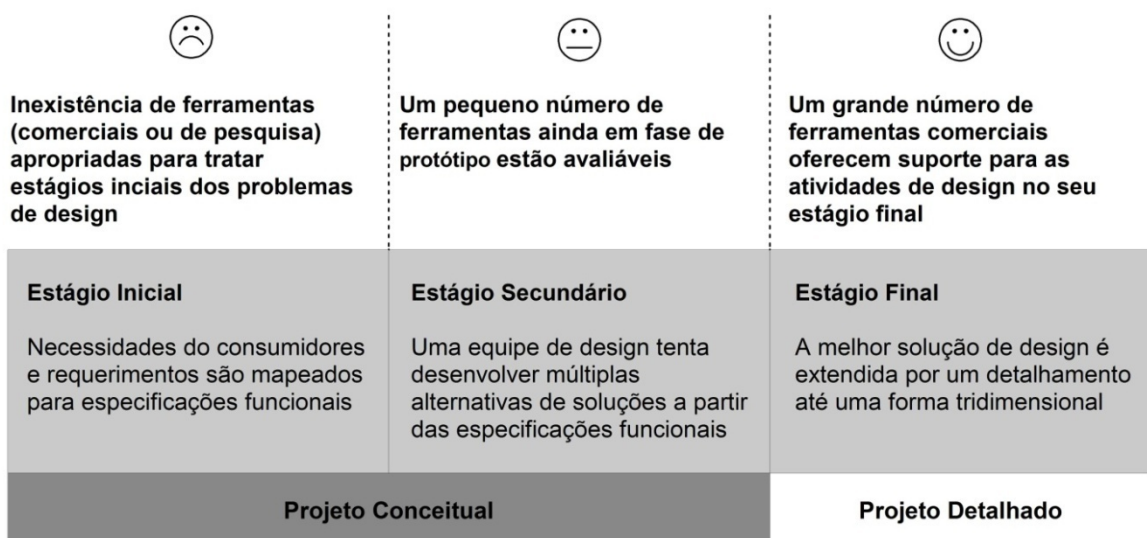 Inexistência de ferramentas
(comerciais ou de pesquisa)
apropriadas para tratar
estágios inciais dos problemas
de design
Um pequeno número de
ferramentas ainda em fase de
protótipo estão avaliáveis
Um grande número de
ferramentas comerciais
oferecem suporte para as
atividades de design no seu
estágio final
Estágio Inicial
Necessidades do consumidores
e requerimentos são mapeados
para especificações funcionais
Estágio Secundário
Uma equipe de design tenta
desenvolver múltiplas
alternativas de soluções a partir
das especificações funcionais
Estágio Final
A melhor solução de design é
extendida por um detalhamento
até uma forma tridimensional
Projeto Conceitual
Projeto Detalhado